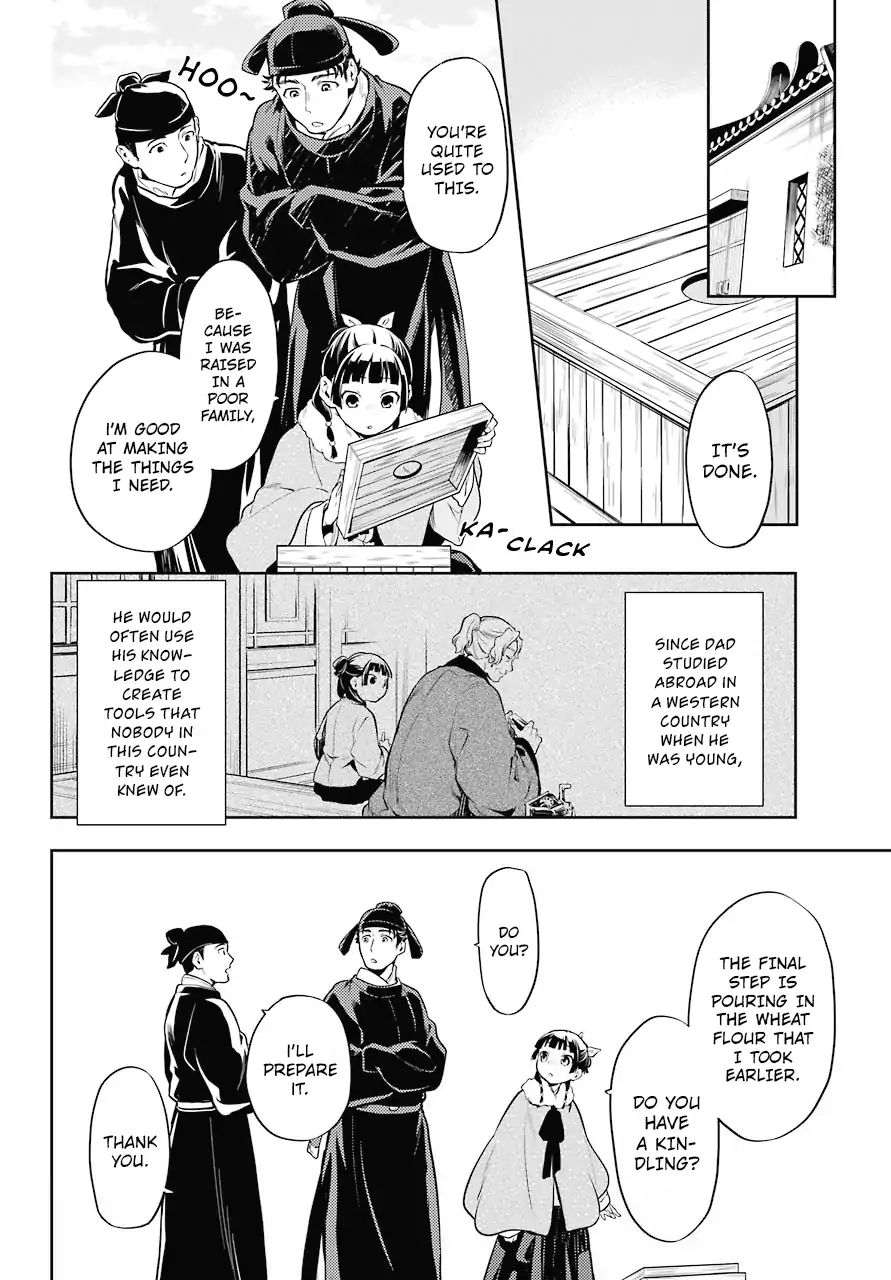 IT'S
DONE.
HOO~
YOU'RE
QUITE
USED TO
THIS.
BE-
CAUSE
I WAS
RAISED
IN A
POOR
FAMILY,
I'M GOOD
AT MAKING
THE THINGS
I NEED.
KA-
CLACK
SINCE DAD
STUDIED
ABROAD IN
A WESTERN
COUNTRY
WHEN HE
WAS YOUNG,
HE WOULD
OFTEN USE
HIS KNOW-
LEDGE TO
CREATE
TOOLS THAT
NOBODY IN
THIS COUN-
TRY EVEN
KNEW OF.
THE FINAL
STEP IS
POURING IN
THE WHEAT
FLOUR THAT
I TOOK
EARLIER.
DO YOU
HAVE
A KIN-
DLING?
DO
YOU?
I'LL
PREPARE
IT.
THANK
YOU.